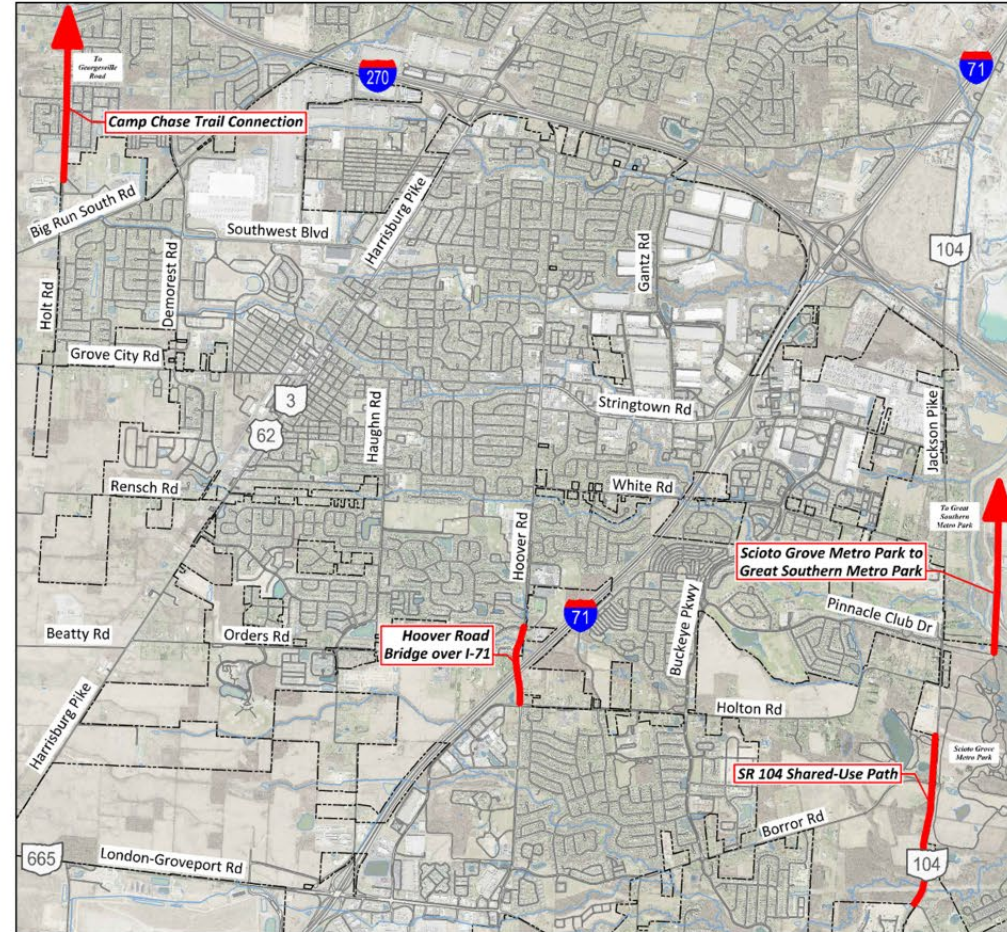 To
Georgesville
Road
270
71
Camp Chase Trail Connection
Big Run South Rd
Southwest Blvd
Harrisburg Pike
Gantz Rd
104
Holt Rd
Demorest Rd
Grove City Rd
3
62
Haughn Rd
Stringtown Rd
Jackson Pike
Rensch Rd
White Rd
To Great
Southern
Metro Park
Hoover Rd
Scioto Grove Metro Park to
Great Southern Metro Park
71
Pinnacle Club Dr
Beatty Rd
Orders Rd
Hoover Road
Bridge over I-71
Buckeye Pkwy
Harrisburg Pike
Holton Rd
Scioto Grove
Metro Park
SR 104 Shared-Use Path
Borror Rd
665
London-Groveport Rd
104